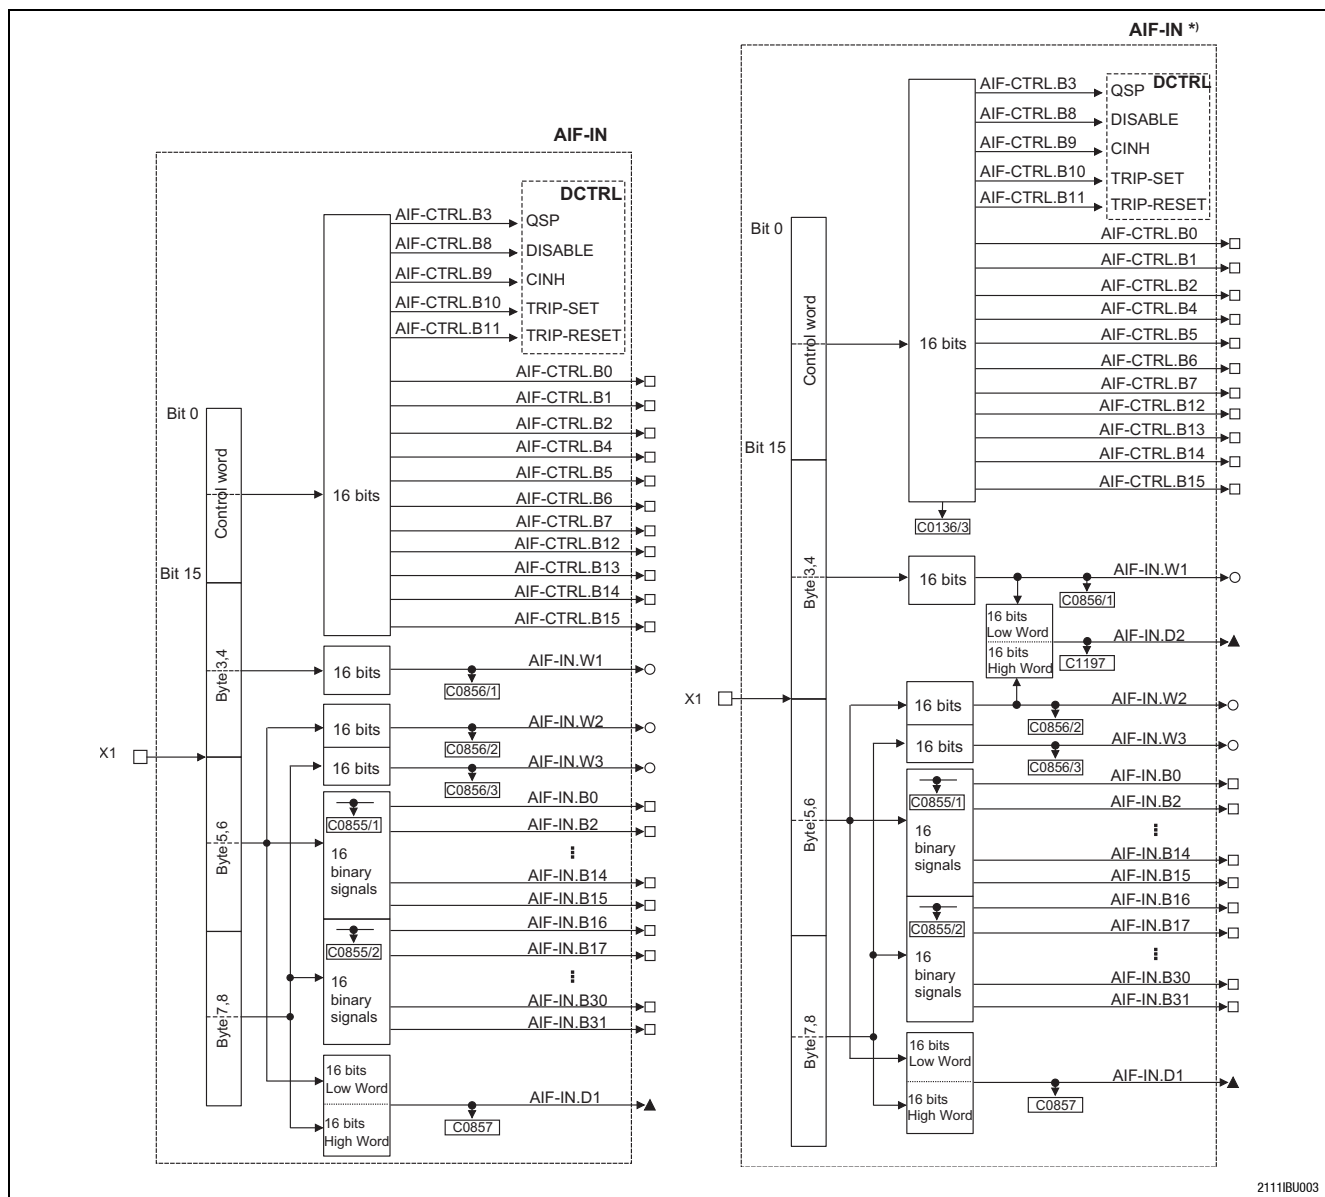 AIF-IN
DCTRL
AIF-CTRL.B3
QSP
AIF-CTRL.B8
DISABLE
AIF-CTRL.B9
CINH
AIF-CTRL.B10
TRIP-SET
AIF-CTRL.B11
TRIP-RESET
AIF-CTRL.B0
AIF-CTRL.B1
AIF-CTRL.B2
AIF-CTRL.B4
AIF-CTRL.B5
AIF-CTRL.B6
AIF-CTRL.B7
AIF-CTRL.B12
AIF-CTRL.B13
AIF-CTRL.B14
AIF-CTRL.B15
Bit 0
Control word
16 bits
Bit 15
Byte 3,4
16 bits
AIF-IN.W1
C0856/1
X1
16 bits
AIF-IN.W2
C0856/2
16 bits
AIF-IN.W3
C0856/3
Byte 5,6
C0855/1
16
binary
signals
AIF-IN.B0
AIF-IN.B2
AIF-IN.B14
AIF-IN.B15
Byte 7,8
C0855/2
16
binary
signals
AIF-IN.B16
AIF-IN.B17
AIF-IN.B30
AIF-IN.B31
16 bits
Low Word
16 bits
High Word
AIF-IN.D1
C0857
AIF-IN *)
DCTRL
AIF-CTRL.B3
QSP
AIF-CTRL.B8
DISABLE
AIF-CTRL.B9
CINH
AIF-CTRL.B10
TRIP-SET
AIF-CTRL.B11
TRIP-RESET
AIF-CTRL.B0
AIF-CTRL.B1
AIF-CTRL.B2
AIF-CTRL.B4
AIF-CTRL.B5
AIF-CTRL.B6
AIF-CTRL.B7
AIF-CTRL.B12
AIF-CTRL.B13
AIF-CTRL.B14
AIF-CTRL.B15
Bit 0
Control word
16 bits
Bit 15
C0136/3
Byte 3,4
16 bits
AIF-IN.W1
C0856/1
16 bits
Low Word
16 bits
High Word
AIF-IN.D2
C1197
X1
16 bits
AIF-IN.W2
C0856/2
16 bits
AIF-IN.W3
C0856/3
Byte 5,6
C0855/1
16
binary
signals
AIF-IN.B0
AIF-IN.B2
AIF-IN.B14
AIF-IN.B15
Byte 7,8
C0855/2
16
binary
signals
AIF-IN.B16
AIF-IN.B17
AIF-IN.B30
AIF-IN.B31
16 bits
Low Word
16 bits
High Word
AIF-IN.D1
C0857
2111IBU003